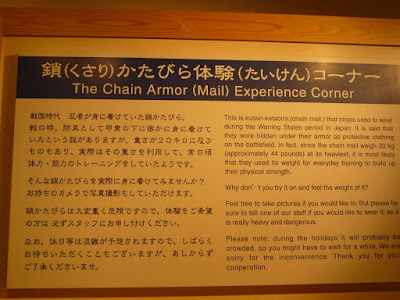 鎖(くさり)かたびら体験(たいけん)コーナー
The Chain Armor (Mail) Experience Corner
戦国時代 忍者が身に着けていた鎖かたびら。
戦の時、防具として甲冑の下に密かに身に着けて
いたという説がありますが、重さが20キロに及ぶ
ものもあり、実際はその重さを利用して、常日頃
体力・筋力のトレーニングをしていたようです。
そんな鎖かたびらを実際に身に着けてみませんか?
お持ちのカメラで写真撮影もしていただけます。
鎖かたびらは大変重く危険ですので、体験をご希望
の方は必ずスタッフにお申し付けください。
なお、休日等は混雑が予想されますので、しばらく
お待ちいただくこともございますが、あしからず
ご了承くださいませ。
This is kusari-katabira,(chain mail,) that ninjas used to wear
during the Warring States period in Japan. It is said that
they wore hidden under their armor as protective clothing
on the battlefield. In fact, since the chain mail weigh 20 kg
(approximately 44 pounds) at its heaviest, it is most likely
that they used its weight for everyday training to build up
their physical strength.
Why don't you try it on and feel the weight of it?
Feel free to take pictures if you would like to. But please be
sure to tell one of our staff if you would like to wear it, as it
is really heavy and dangerous.
Please note: during the holidays it will probably be
crowded, so you might have to wait for a while. We are
sorry for the inconvenience. Thank you for your
cooperation.